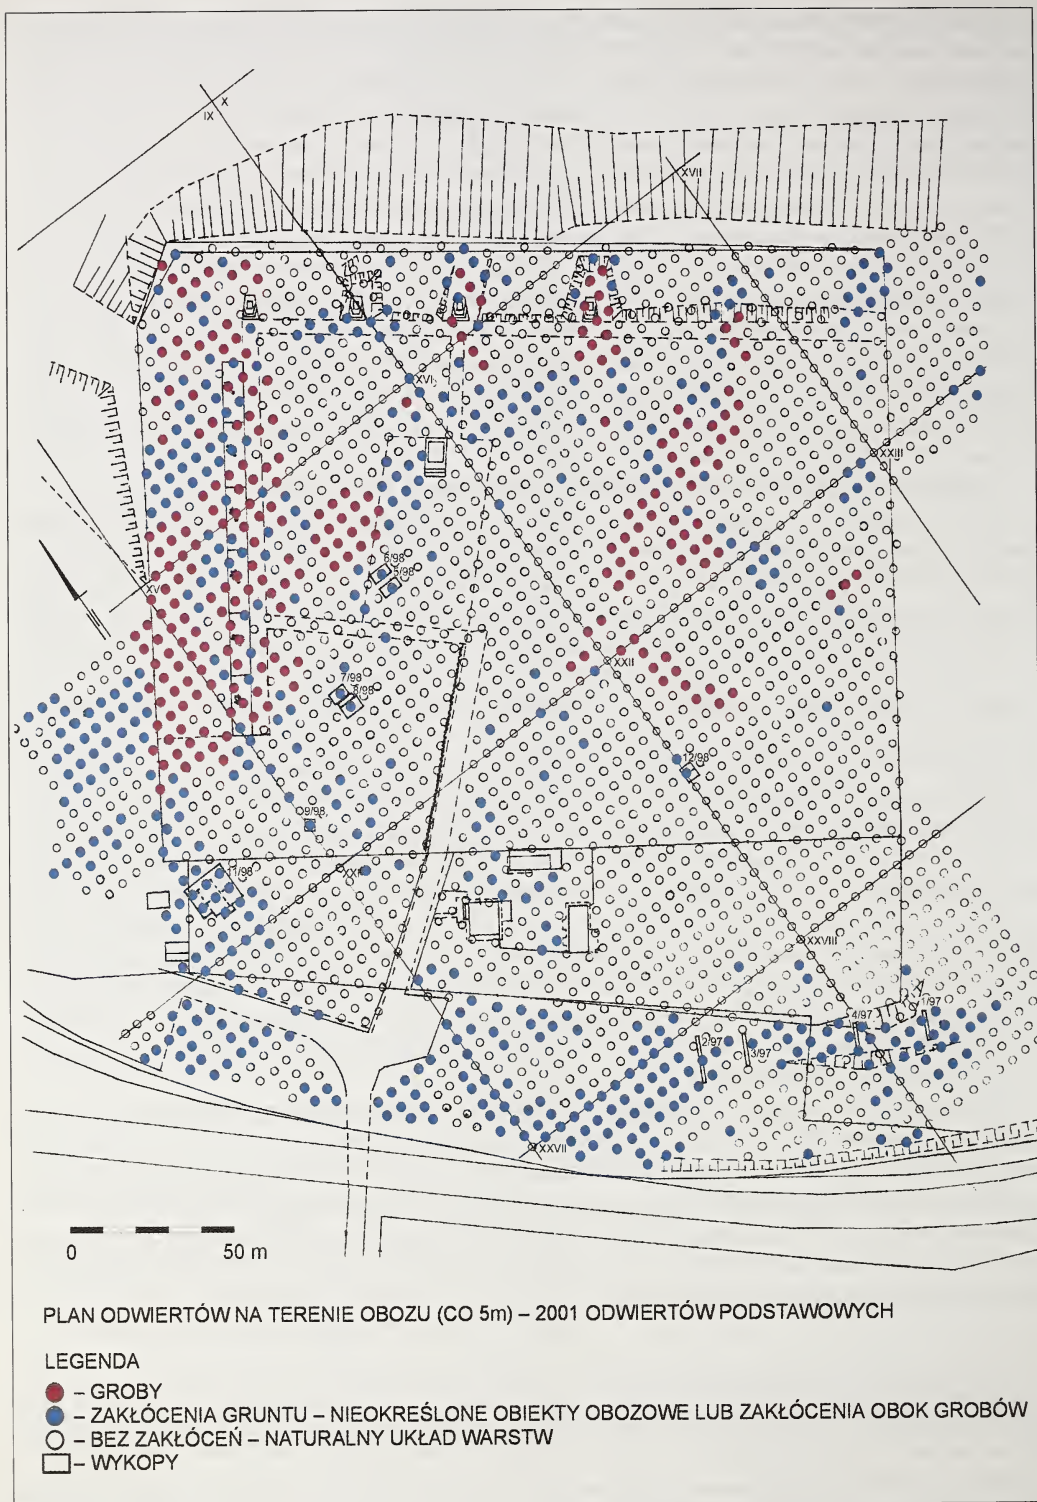 X
IX
XVII
XVI
XXIII
6/98
5/98
XV
XXII
7/98
8/98
12/98
9/98
XXI
11/98
XXVIII
1/97
4/97
2/97
3/97
XXVII
0 50 m
PLAN ODWIERTÓW NA TERENIE OBOZU (CO 5m) – 2001 ODWIERTÓW PODSTAWOWYCH
LEGENDA
– GROBY
– ZAKŁÓCENIA GRUNTU – NIEOKREŚLONE OBIEKTY OBOZOWE LUB ZAKŁÓCENIA OBOK GROBÓW
– BEZ ZAKŁÓCEŃ – NATURALNY UKŁAD WARSTW
– WYKOPY